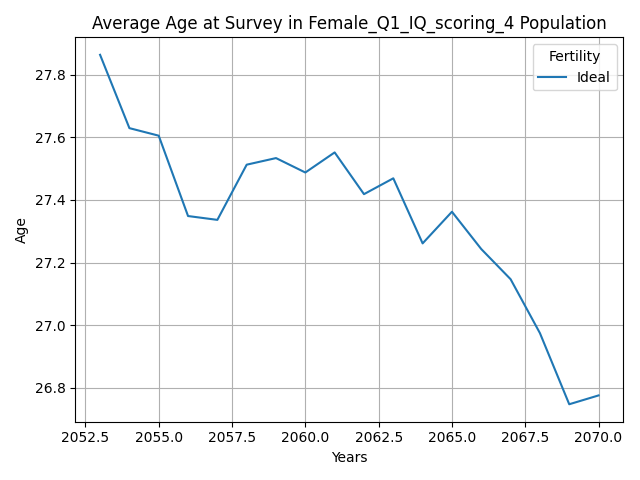 Average Age at Survey in Female_Q1_IQ_scoring_4 Population
Fertility
Ideal
27.8
27.6
27.4
27.2
27.0
26.8
Age
2052.5 2055.0 2057.5 2060.0 2062.5 2065.0 2067.5 2070.0
Years